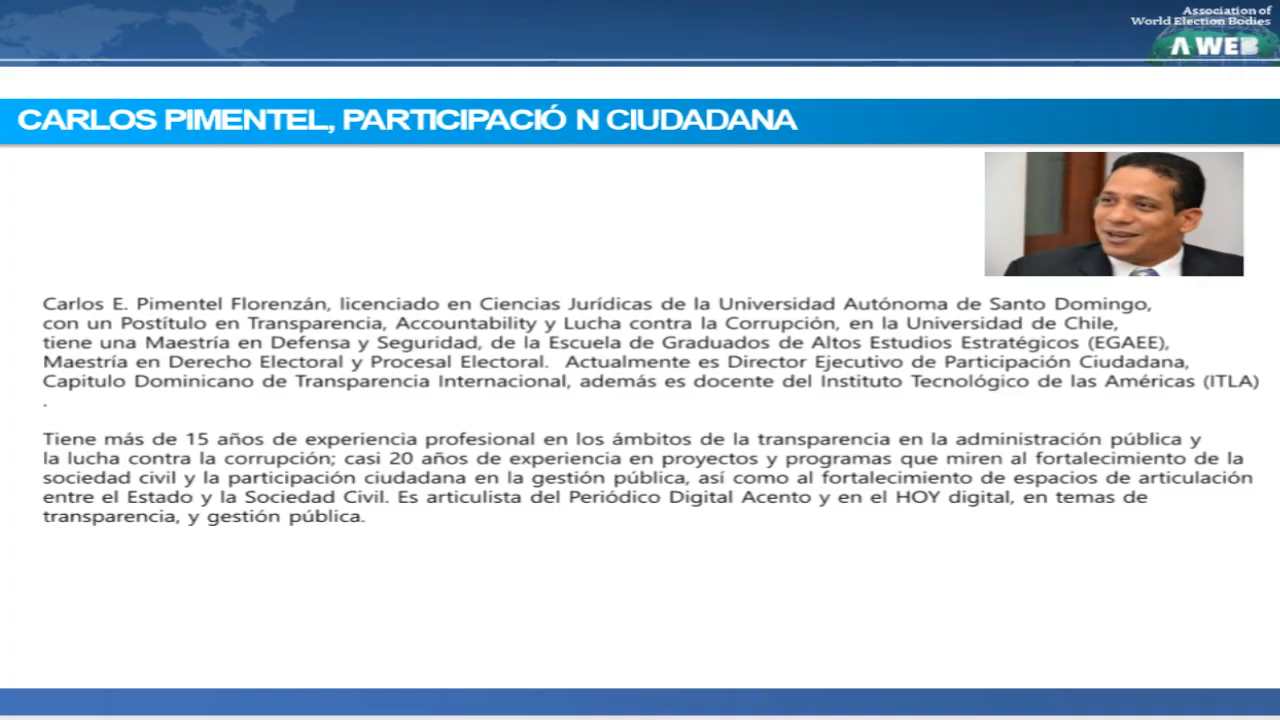 Association of
World Election Bodies
A WEB
CARLOS PIMENTEL, PARTICIPACIÓ N CIUDADANA
Carlos E. Pimentel Florenzán, licenciado en Ciencias Jurídicas de la Universidad Autónoma de Santo Domingo,
con un Postítulo en Transparencia, Accountability y Lucha contra la Corrupción, en la Universidad de Chile,
tiene una Maestría en Defensa y Seguridad, de la Escuela de Graduados de Altos Estudios Estratégicos (EGAEE),
Maestría en Derecho Electoral y Procesal Electoral. Actualmente es Director Ejecutivo de Participación Ciudadana,
Capitulo Dominicano de Transparencia Internacional, además es docente del Instituto Tecnológico de las Américas (ITLA)
.
Tiene más de 15 años de experiencia profesional en los ámbitos de la transparencia en la administración pública y
la lucha contra la corrupción; casi 20 años de experiencia en proyectos y programas que miren al fortalecimiento de la
sociedad civil y la participación ciudadana en la gestión pública, así como al fortalecimiento de espacios de articulación
entre el Estado y la Sociedad Civil. Es articulista del Periódico Digital Acento y en el HOY digital, en temas de
transparencia, y gestión pública.